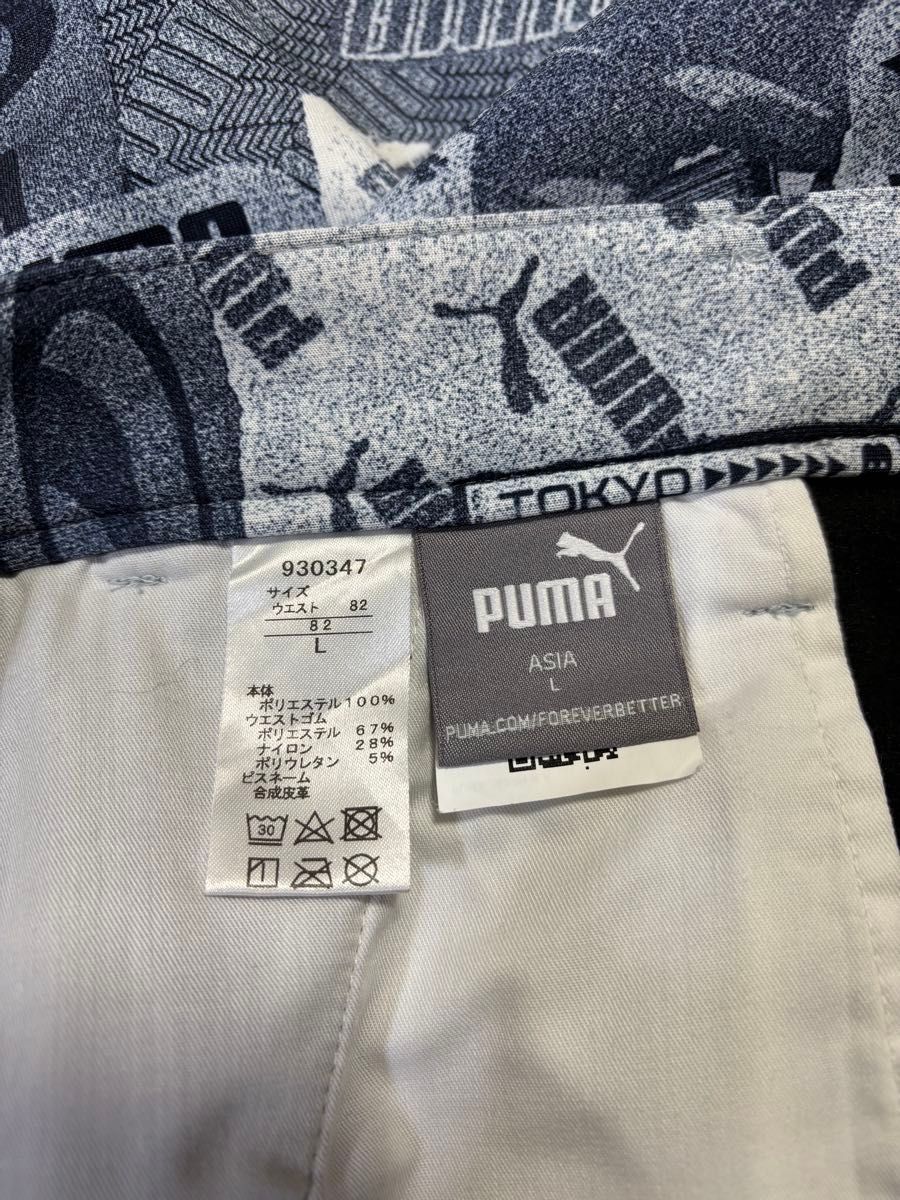 PUMA
PUMA
PUMA
PUMA
TOKYO
930347
サイズ
ウエスト 82
82
L
本体
ポリエステル100%
ウエストゴム
ポリエステル 67%
ナイロン 28%
ポリウレタン 5%
ピスネーム
合成皮革
30
PUMA
ASIA
L
PUMA.COM/FOREVERBETTER